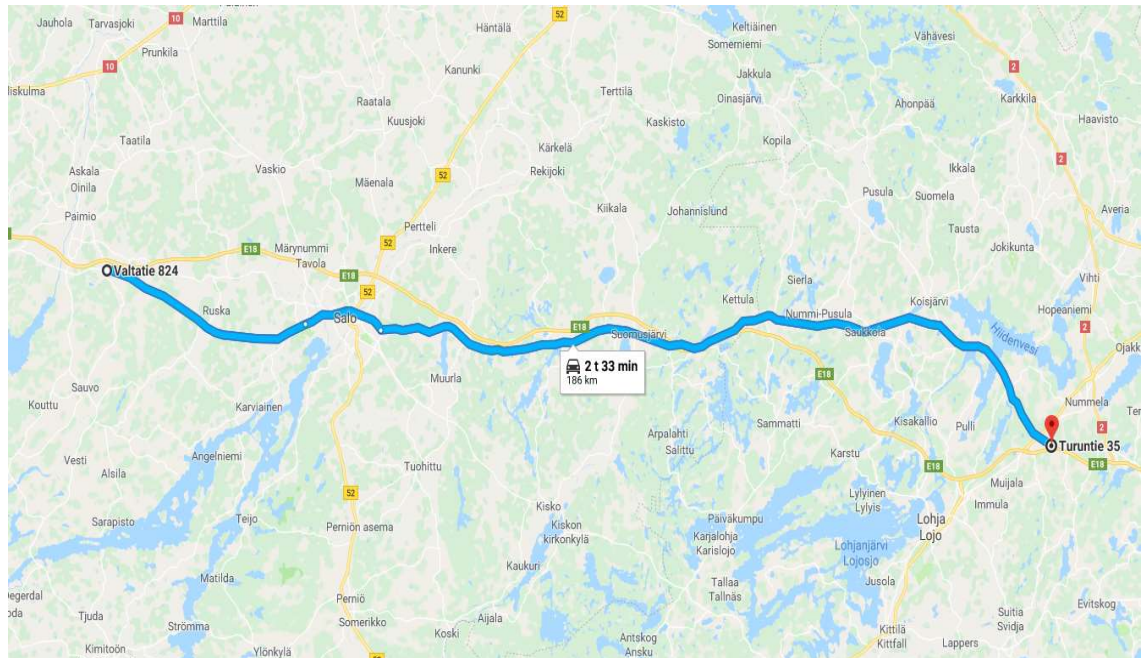 Palainen
52
Jauhola
Tarvasjoki
10
Marttila
Häntälä
Keltiäinen
Somerniemi
Vähävesi
2
Prunkila
10
Kanunki
Jakkula
Oinasjärvi
Ahonpää
Karkkila
liskulma
Raatala
Kuusjoki
Terttilä
Kaskisto
Haavisto
Taatila
Kärkelä
Kopila
2
Askala
Oinila
Vaskio
Mäenala
52
Rekijoki
Ikkala
Pusula
Suomela
Paimio
Pertteli
Kiikala
Johannislund
Averia
Tausta
E18
Märynummi
Tavola
52
Inkere
Jokikunta
Valtatie 824
E18
Sierla
Vihti
52
Kettula
Koisjärvi
Hopeaniemi
Ruska
Salo
E18
Suomusjärvi
Nummi-Pusula
Saukkola
Hiidenvesi
2
2 t 33 min
186 km
Muurla
E18
Sauvo
Karviainen
Nummela
Kouttu
Sammatti
Kisakallio
Pulli
2
Arpalahti
Salittu
Karstu
Turuntie 35
Angelniemi
Vesti
Alsila
Tuohittu
E18
E18
52
Muijala
Immula
Lylyinen
Lylyis
Sarapisto
Teijo
Perniön asema
Kisko
Kiskon
kirkonkylä
Päiväkumpu
Karjalohja
Karislojo
Lohja
Lojo
Lohjanjärvi
Lojosjo
Matilda
Kaukuri
Tallaa
Tallnäs
Jusola
Tjuda
Perniö
Aijala
Suitia
Svidja
Evitskog
Strömma
Somerikko
Koski
Antskog
Ansku
Kittilä
Kittfall
Lappers
Kimitoön
Ylönkylä
52